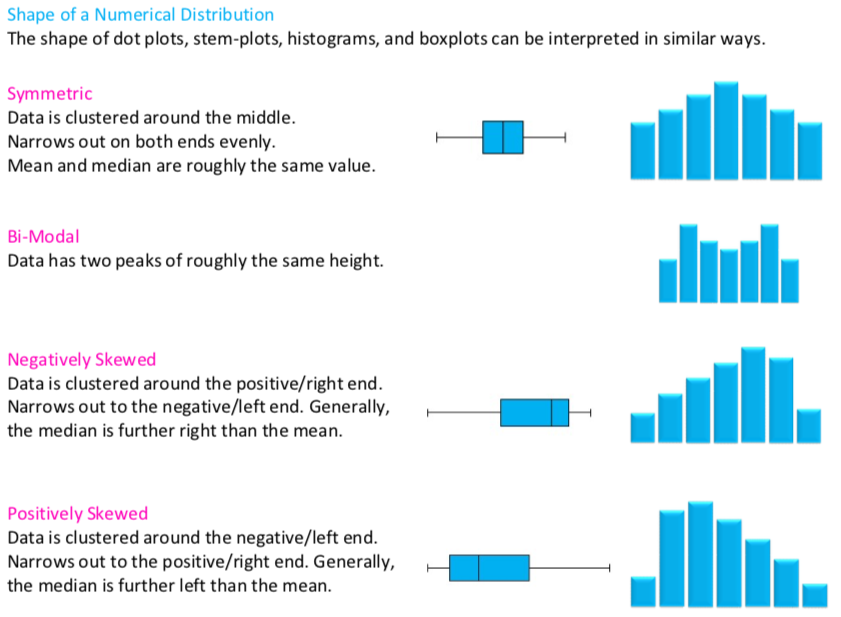 Shape of a Numerical Distribution
The shape of dot plots, stem-plots, histograms, and boxplots can be interpreted in similar ways.
Symmetric
Data is clustered around the middle.
Narrows out on both ends evenly.
Mean and median are roughly the same value.
Bi-Modal
Data has two peaks of roughly the same height.
Negatively Skewed
Data is clustered around the positive/right end.
Narrows out to the negative/left end. Generally,
the median is further right than the mean.
Positively Skewed
Data is clustered around the negative/left end.
Narrows out to the positive/right end. Generally,
the median is further left than the mean.